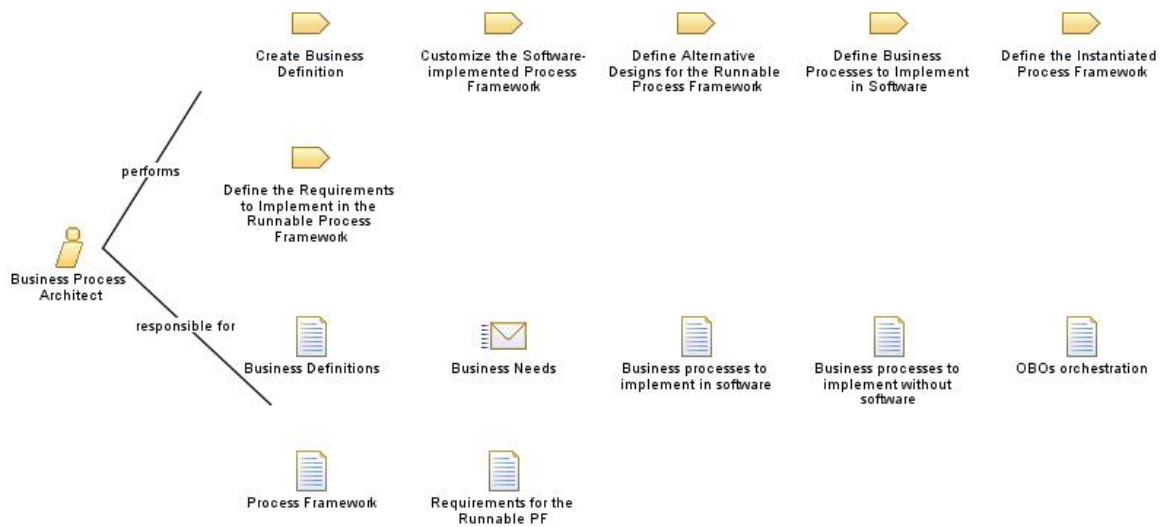 Create Business
Definition
Customize the Software-
implemented Process
Framework
Define Alternative
Designs for the Runnable
Process Framework
Define Business
Processes to Implement
in Software
Define the Instantiated
Process Framework
performs
Define the Requirements
to Implement in the
Runnable Process
Framework
Business Process
Architect
responsible for
Business Definitions
Business Needs
Business processes to
implement in software
Business processes to
implement without
software
OBOs orchestration
Process Framework
Requirements for the
Runnable PF